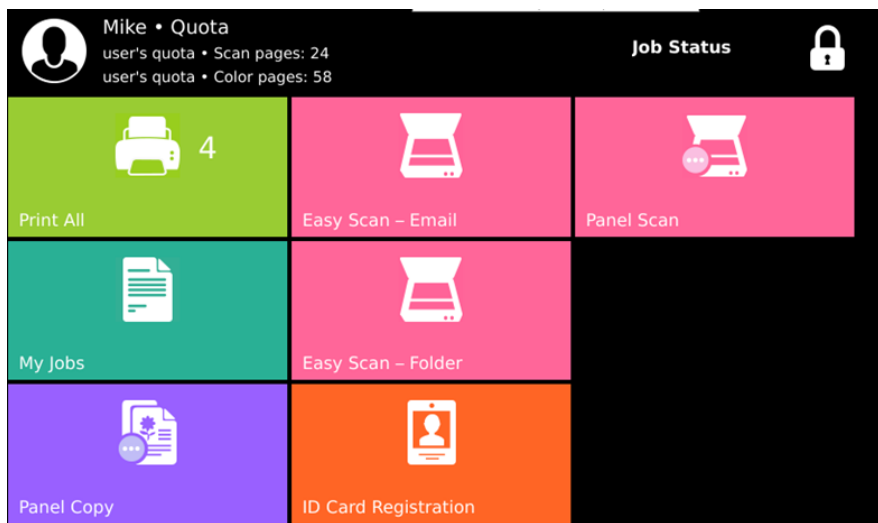 Mike • Quota
user's quota • Scan pages: 24
user's quota • Color pages: 58
Job Status
4
Print All
Easy Scan – Email
Panel Scan
My Jobs
Easy Scan – Folder
Panel Copy
ID Card Registration